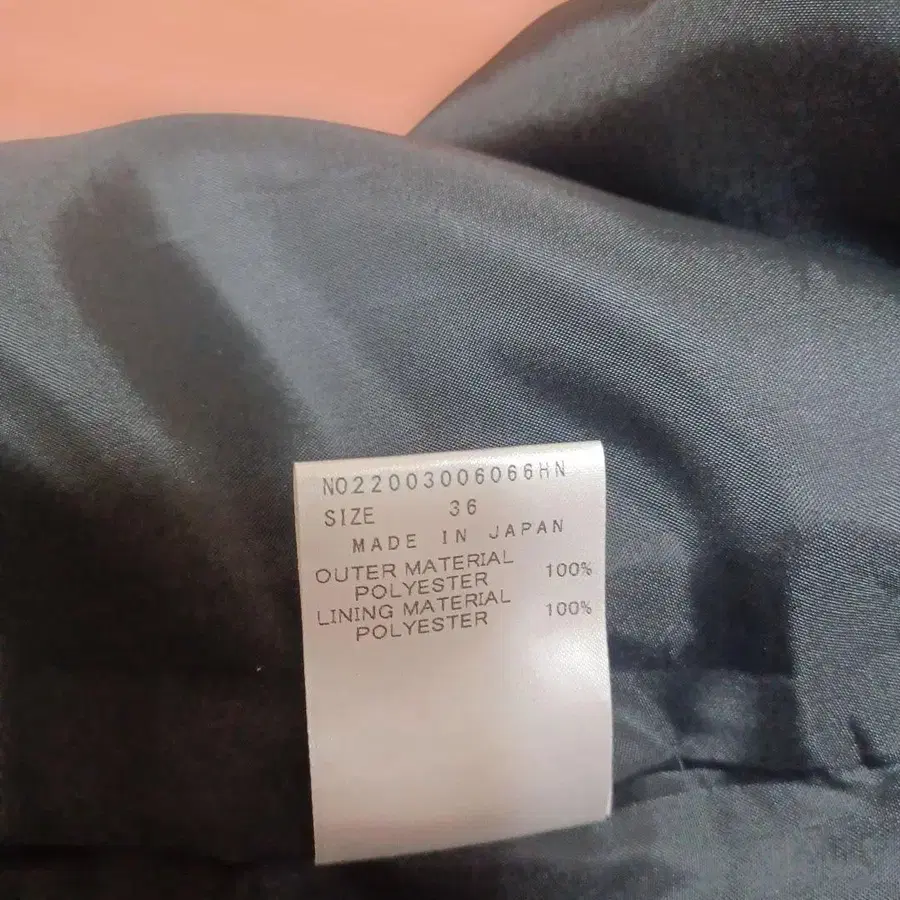 NO22003006066HN
SIZE 36
MADE IN JAPAN
OUTER MATERIAL
POLYESTER 100%
LINING MATERIAL
POLYESTER 100%